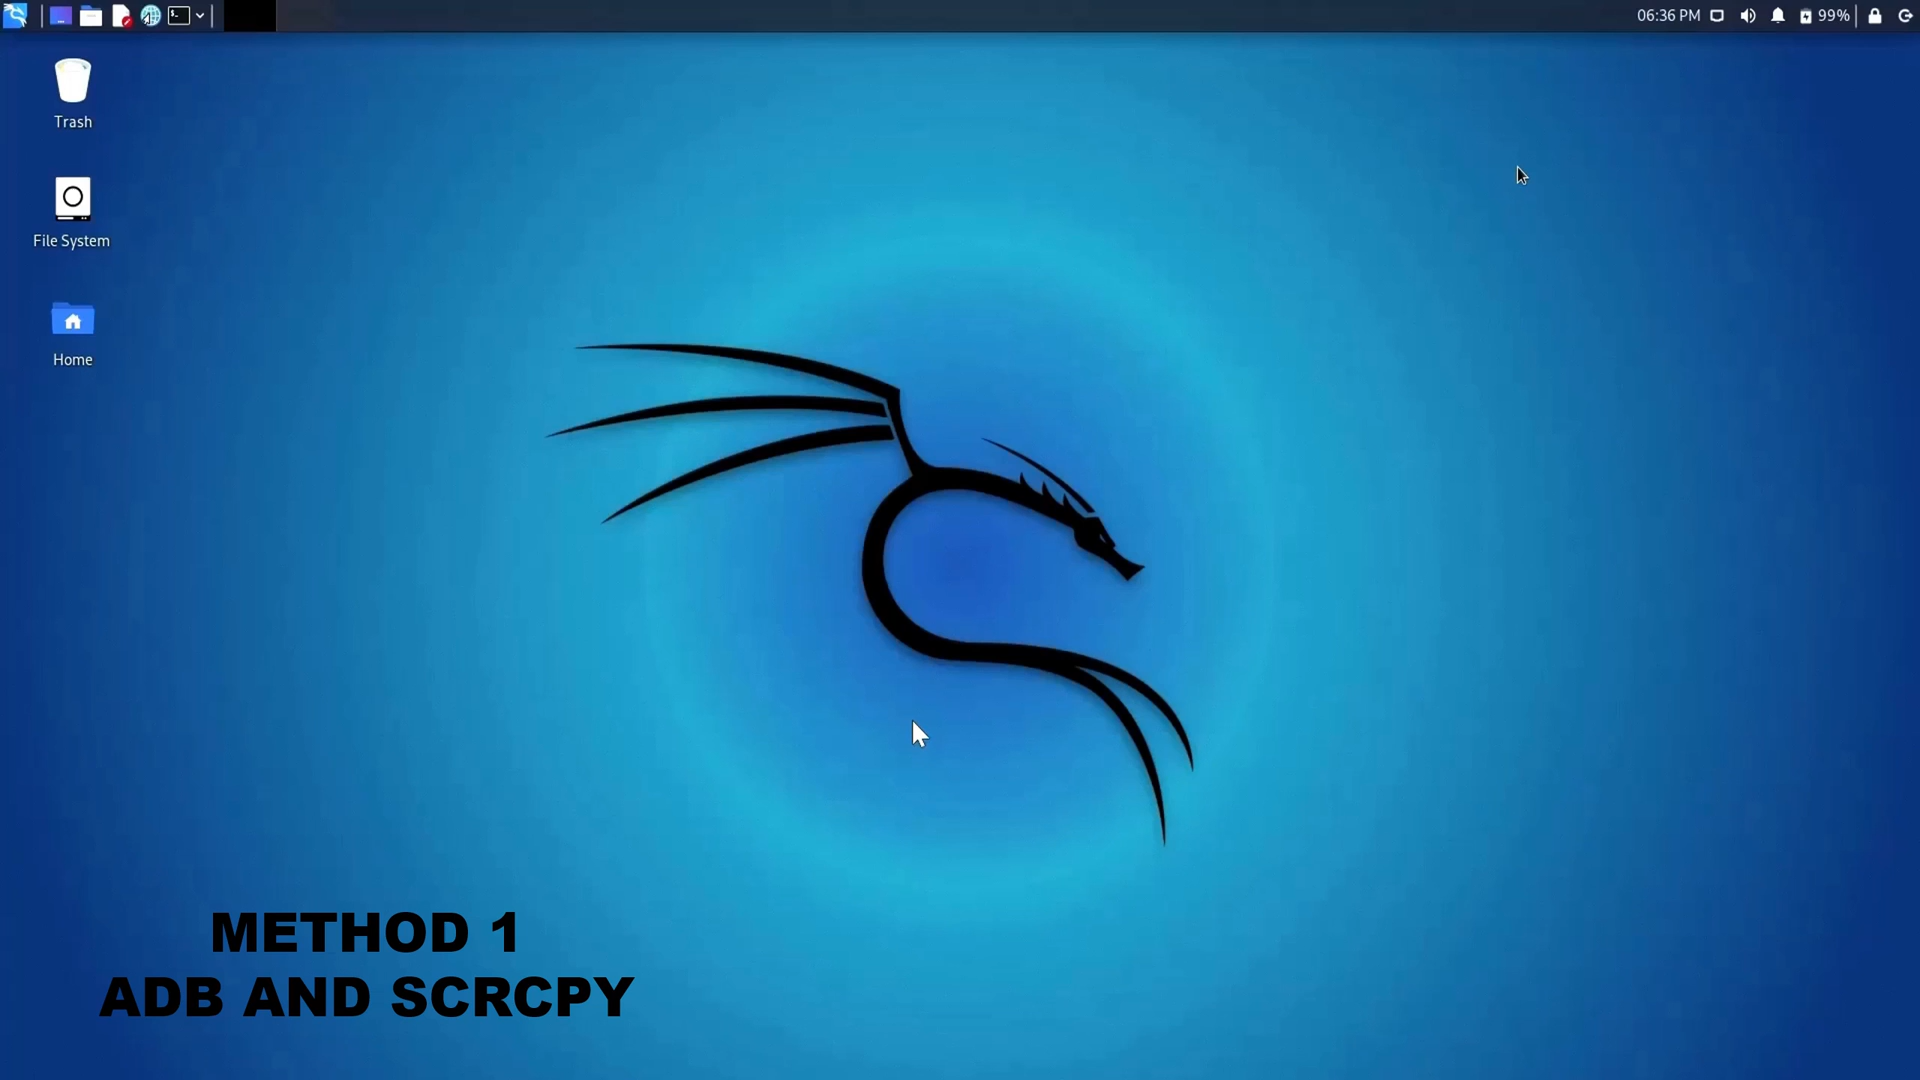 06:36 PM
99%
Trash
File System
Home
METHOD 1
ADB AND SCRCPY